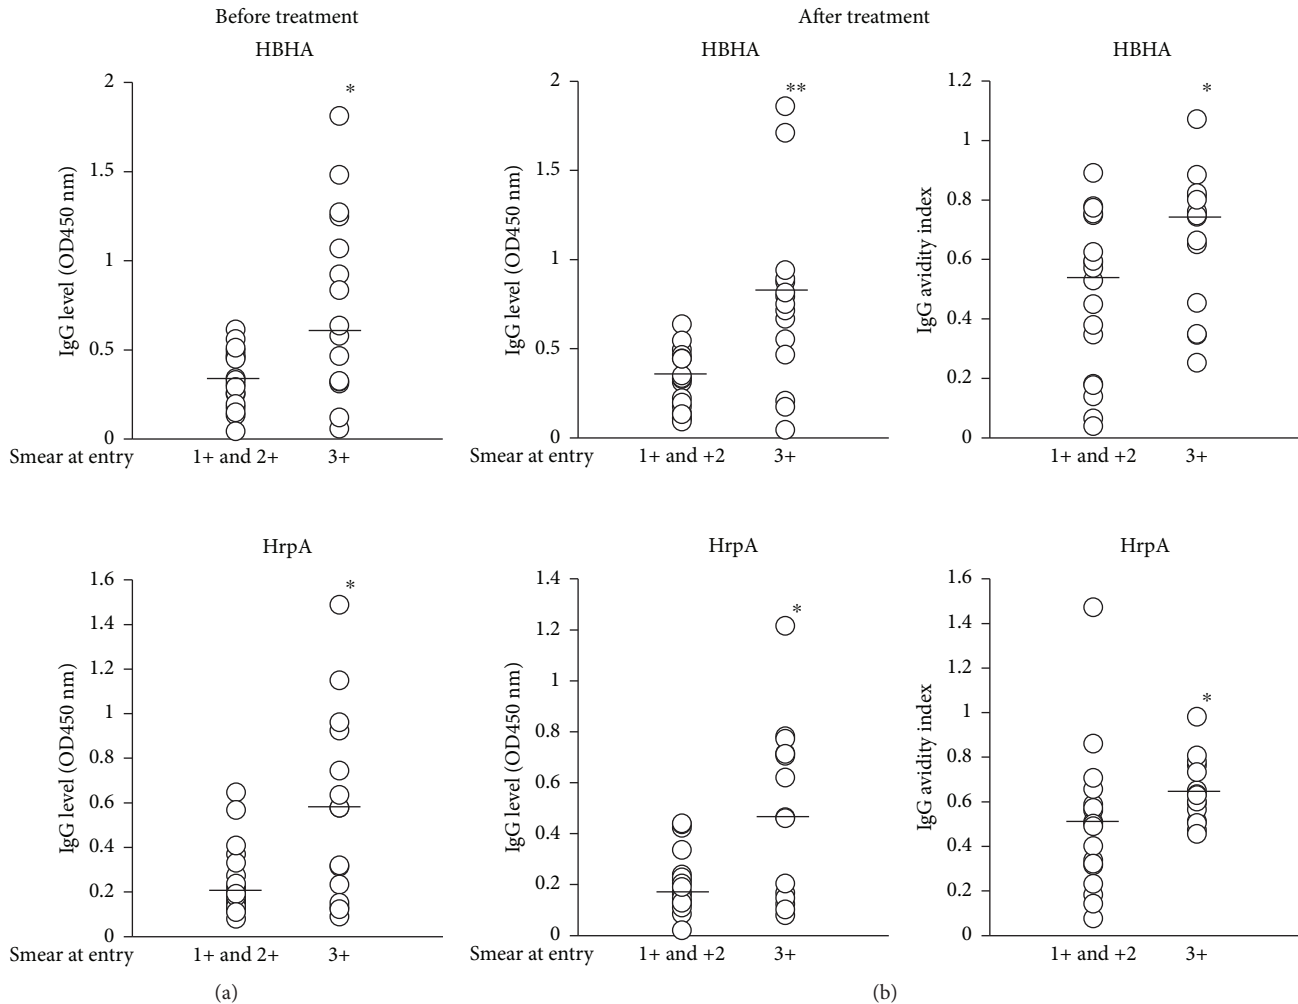 Before treatment
After treatment
HBHA
*
2
1.5
1
0.5
0
IgG level (OD450 nm)
Smear at entry 1+ and 2+ 3+
HBHA
**
2
1.5
1
0.5
0
IgG level (OD450 nm)
Smear at entry 1+ and +2 3+
HBHA
*
1.2
1
0.8
0.6
0.4
0.2
0
IgG avidity index
1+ and +2 3+
HrpA
*
1.6
1.4
1.2
1
0.8
0.6
0.4
0.2
0
IgG level (OD450 nm)
Smear at entry 1+ and 2+ 3+
(a)
HrpA
*
1.4
1.2
1
0.8
0.6
0.4
0.2
0
IgG level (OD450 nm)
Smear at entry 1+ and +2 3+
HrpA
*
1.6
1.4
1.2
1
0.8
0.6
0.4
0.2
0
IgG avidity index
1+ and +2 3+
(b)